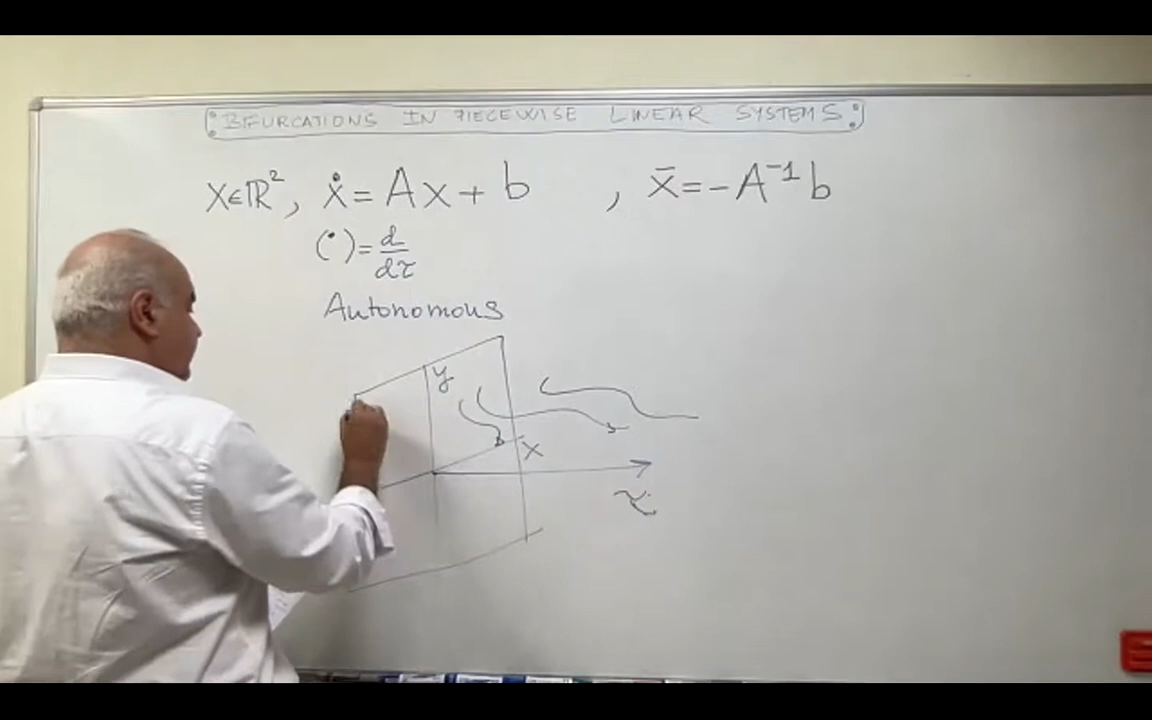 BIFURCATIONS IN PIECEWISE LINEAR SYSTEMS
x∈ℝ², ẋ = Ax + b , x̄ = -A⁻¹b
(˙) = d/dτ
Autonomous
y
x
τ